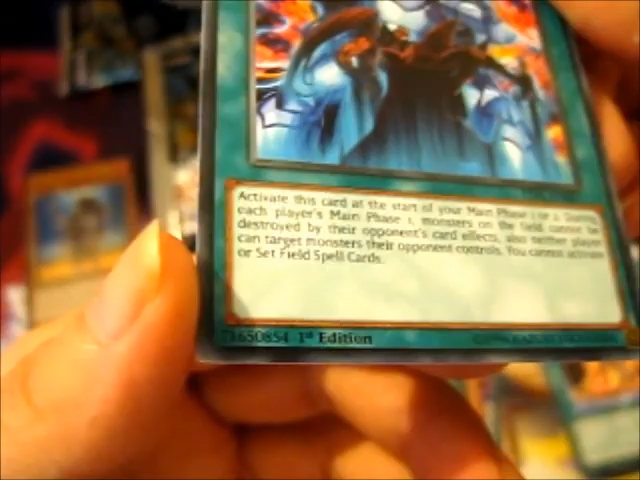 Activate this card at the start of your Main Phase 1 or 2. During
each player's Main Phase 1, monsters on the field cannot be
destroyed by their opponent's card effects, also neither player
can target monsters their opponent controls. You cannot activate
or Set Field Spell Cards.
71650854 1st Edition